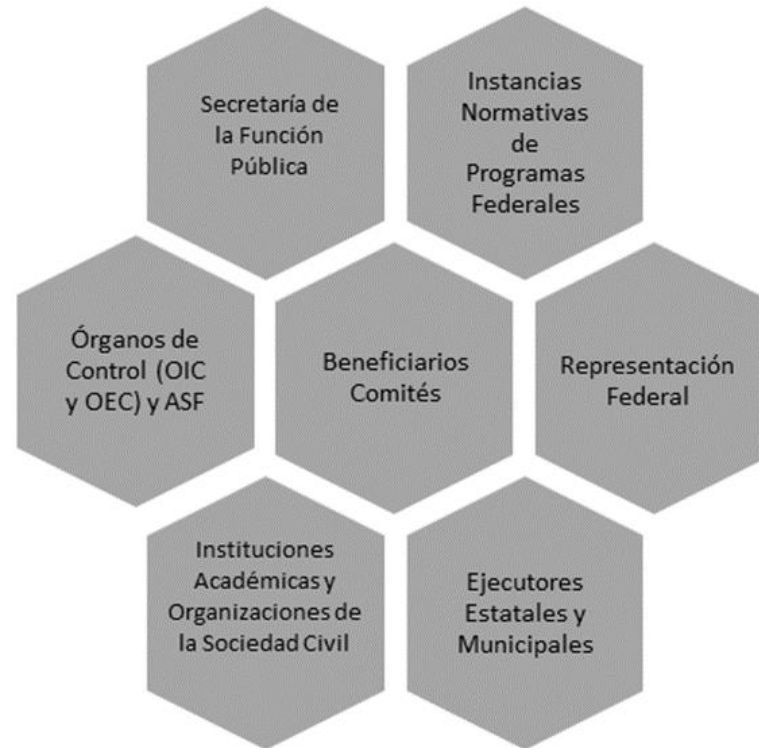 Secretaría de
la Función
Pública
Instancias
Normativas
de
Programas
Federales
Órganos de
Control (OIC
y OEC) y ASF
Beneficiarios
Comités
Representación
Federal
Instituciones
Académicas y
Organizaciones de
la Sociedad Civil
Ejecutores
Estatales y
Municipales